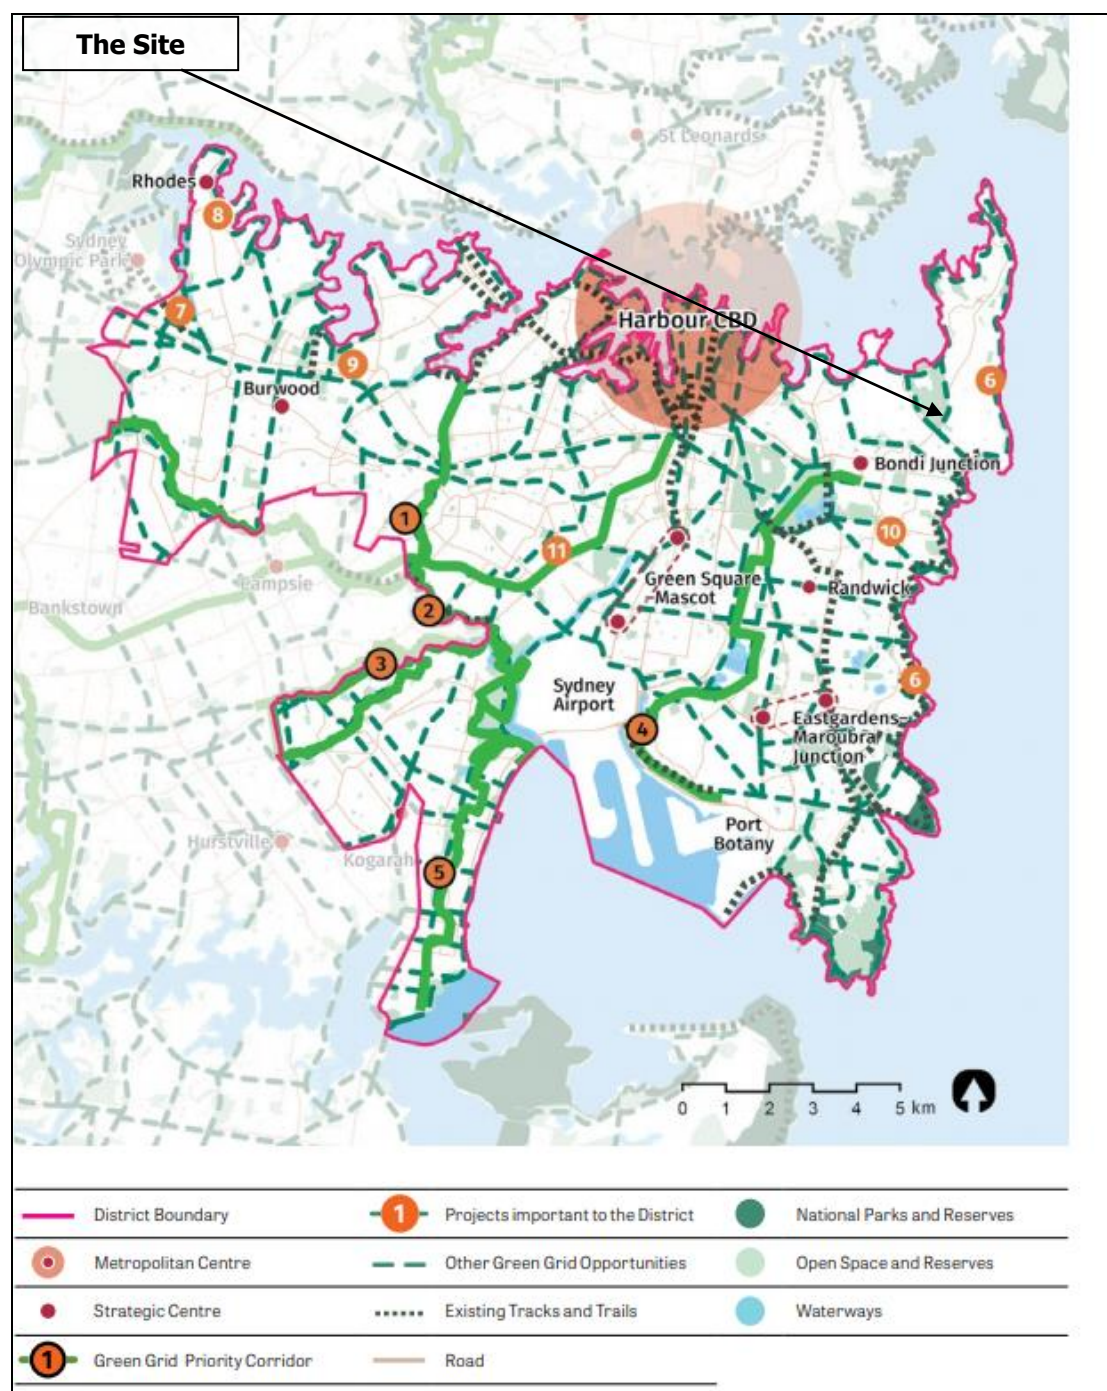 The Site
St Leonards
Rhodes
8
Sydney
Olympic Park
7
Harbour CBD
9
6
Burwood
Bondi Junction
1
10
11
Campsie
Green Square
–Mascot
Randwick
Bankstown
2
3
6
Sydney
Airport
4
Eastgardens–
Maroubra
Junction
Port
Botany
Hurstville
Kogarah
5
0 1 2 3 4 5 km
District Boundary
1
Projects important to the District
National Parks and Reserves
Metropolitan Centre
Other Green Grid Opportunities
Open Space and Reserves
Strategic Centre
Existing Tracks and Trails
Waterways
1
Green Grid Priority Corridor
Road